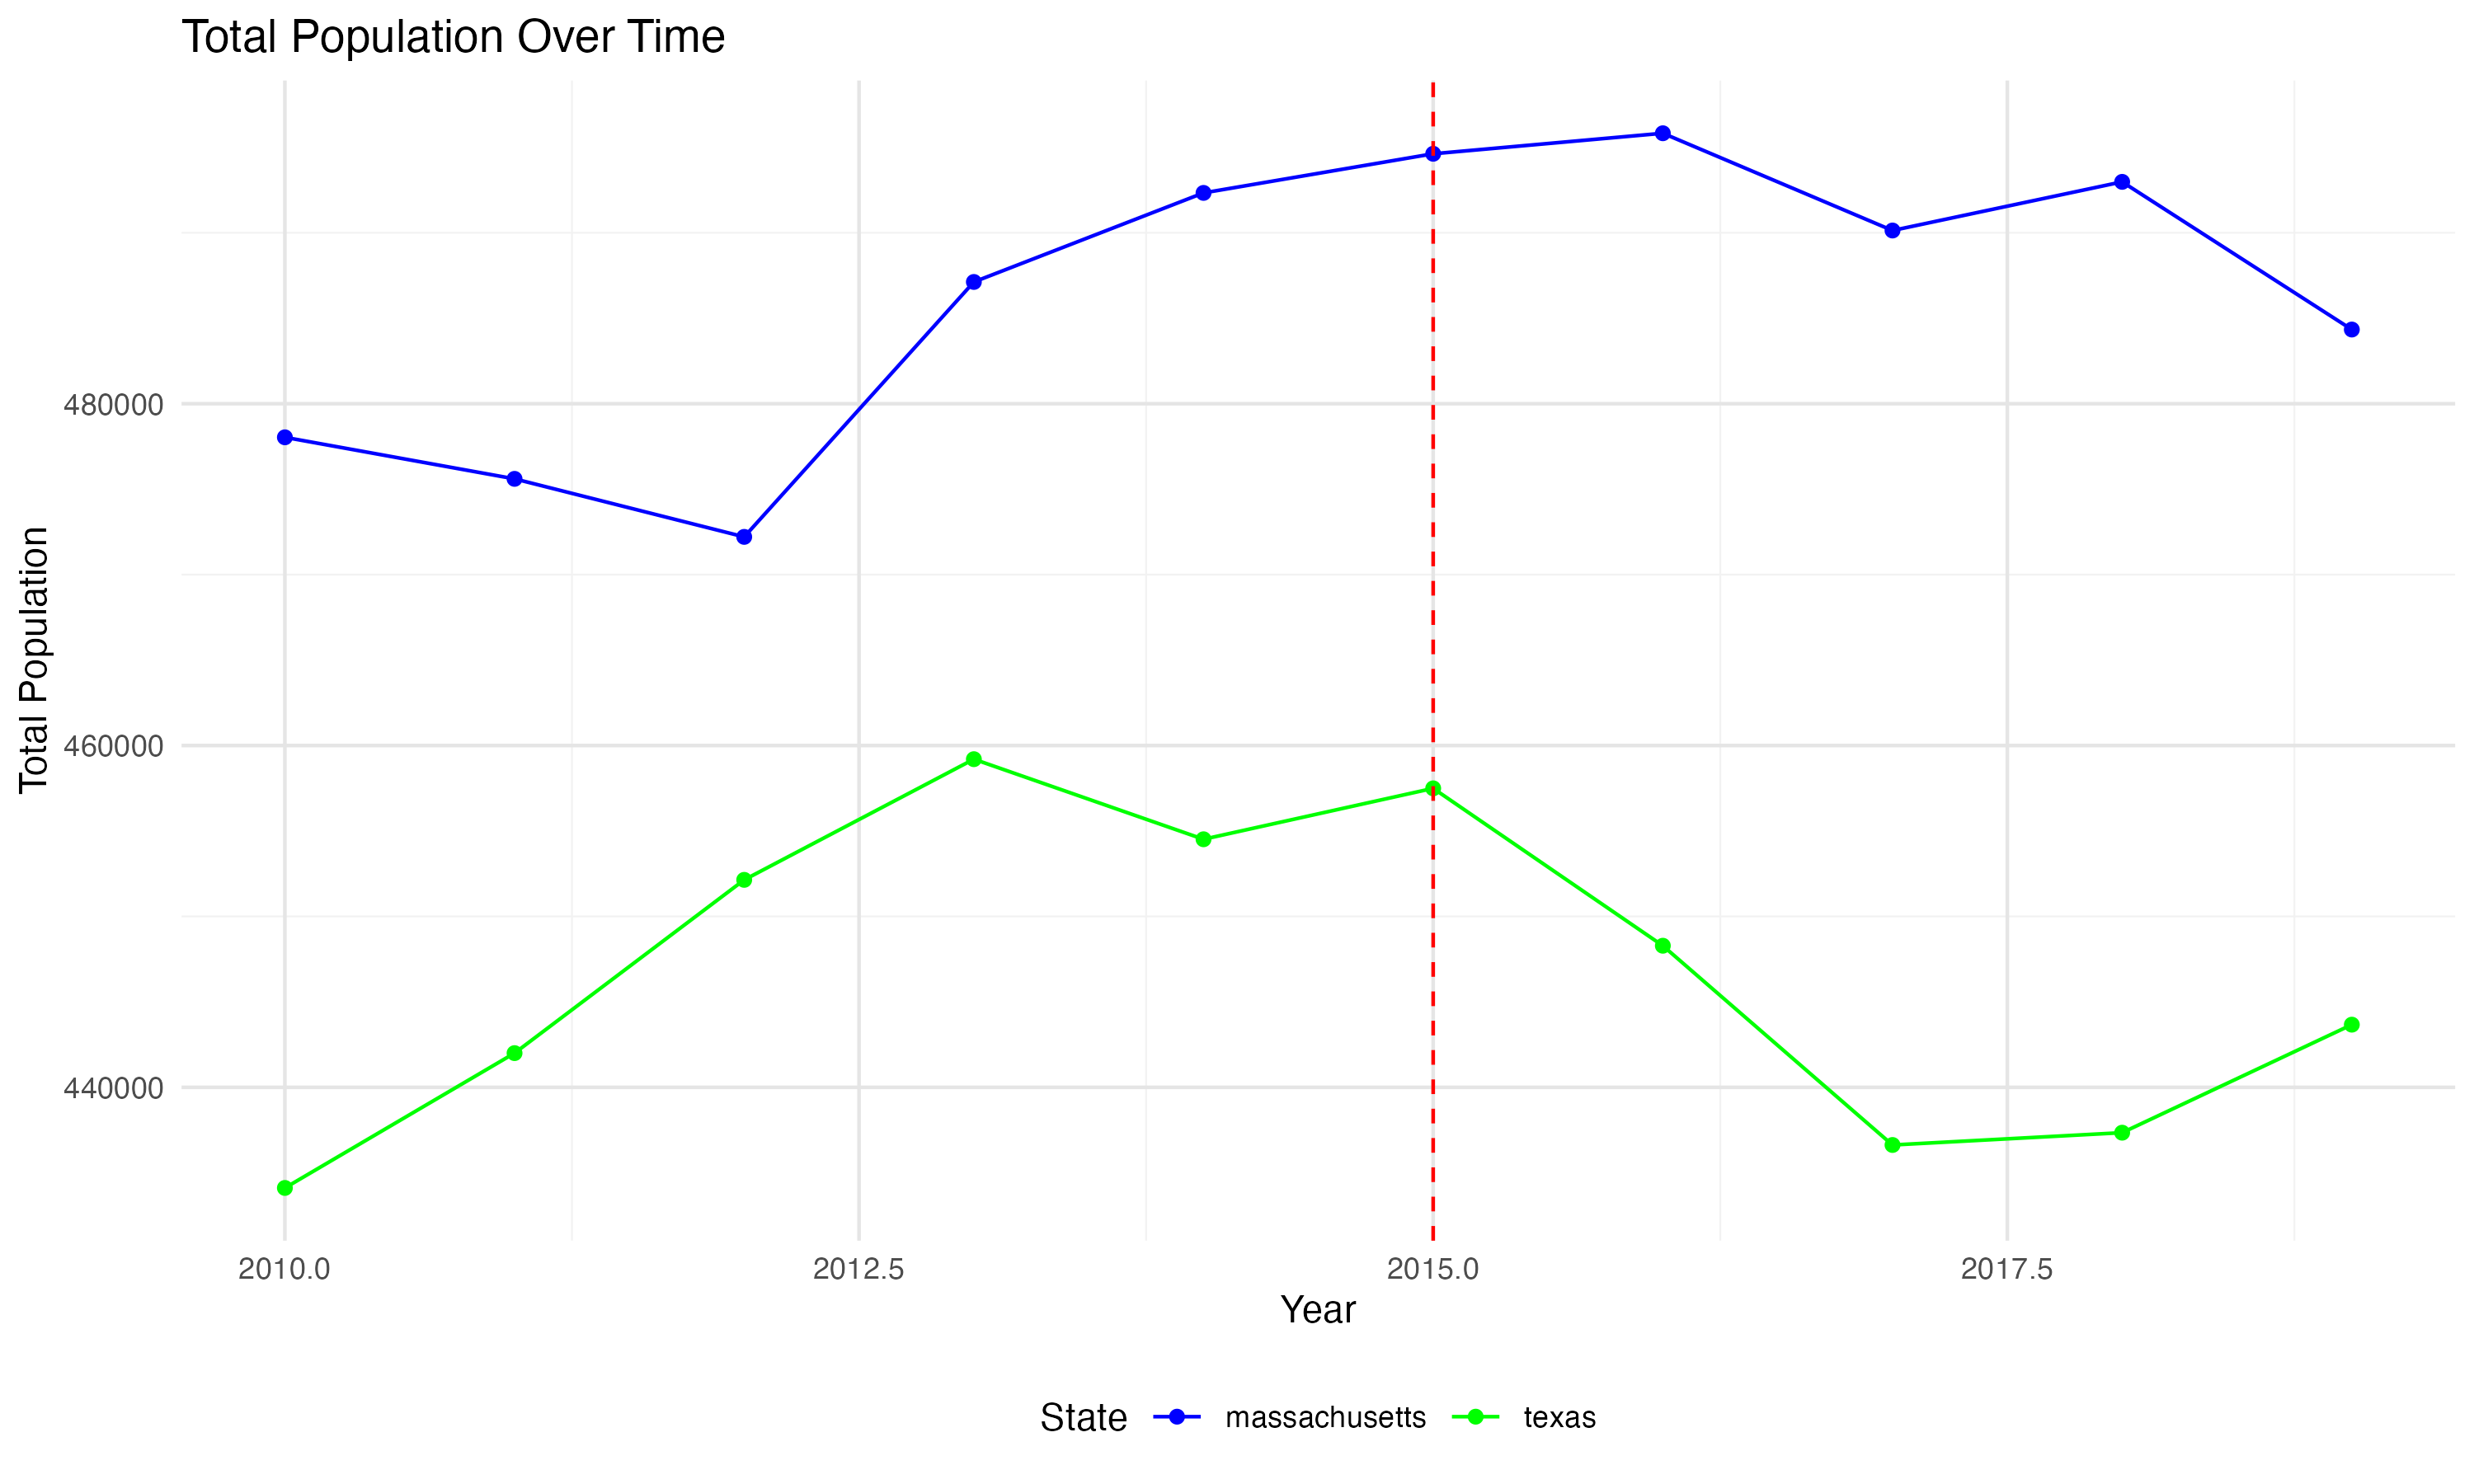 Total Population Over Time
Total Population
480000
460000
440000
2010.0 2012.5 2015.0 2017.5
Year
State massachusetts texas